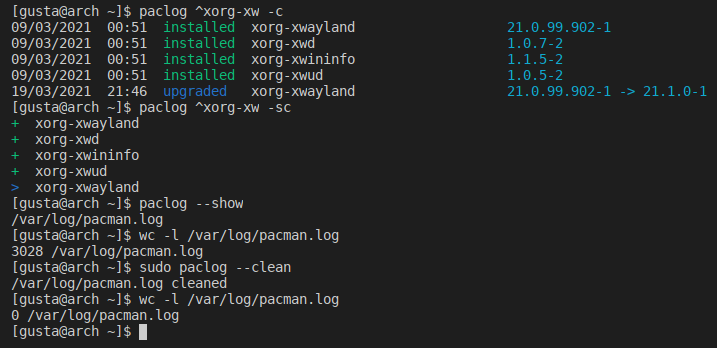 [gusta@arch ~]$ paclog ^xorg-xw -c
09/03/2021  00:51  installed  xorg-xwayland                   21.0.99.902-1
09/03/2021  00:51  installed  xorg-xwd                        1.0.7-2
09/03/2021  00:51  installed  xorg-xwininfo                   1.1.5-2
09/03/2021  00:51  installed  xorg-xwud                       1.0.5-2
19/03/2021  21:46  upgraded   xorg-xwayland                   21.0.99.902-1 -> 21.1.0-1
[gusta@arch ~]$ paclog ^xorg-xw -sc
+  xorg-xwayland
+  xorg-xwd
+  xorg-xwininfo
+  xorg-xwud
>  xorg-xwayland
[gusta@arch ~]$ paclog --show
/var/log/pacman.log
[gusta@arch ~]$ wc -l /var/log/pacman.log
3028 /var/log/pacman.log
[gusta@arch ~]$ sudo paclog --clean
/var/log/pacman.log cleaned
[gusta@arch ~]$ wc -l /var/log/pacman.log
0 /var/log/pacman.log
[gusta@arch ~]$